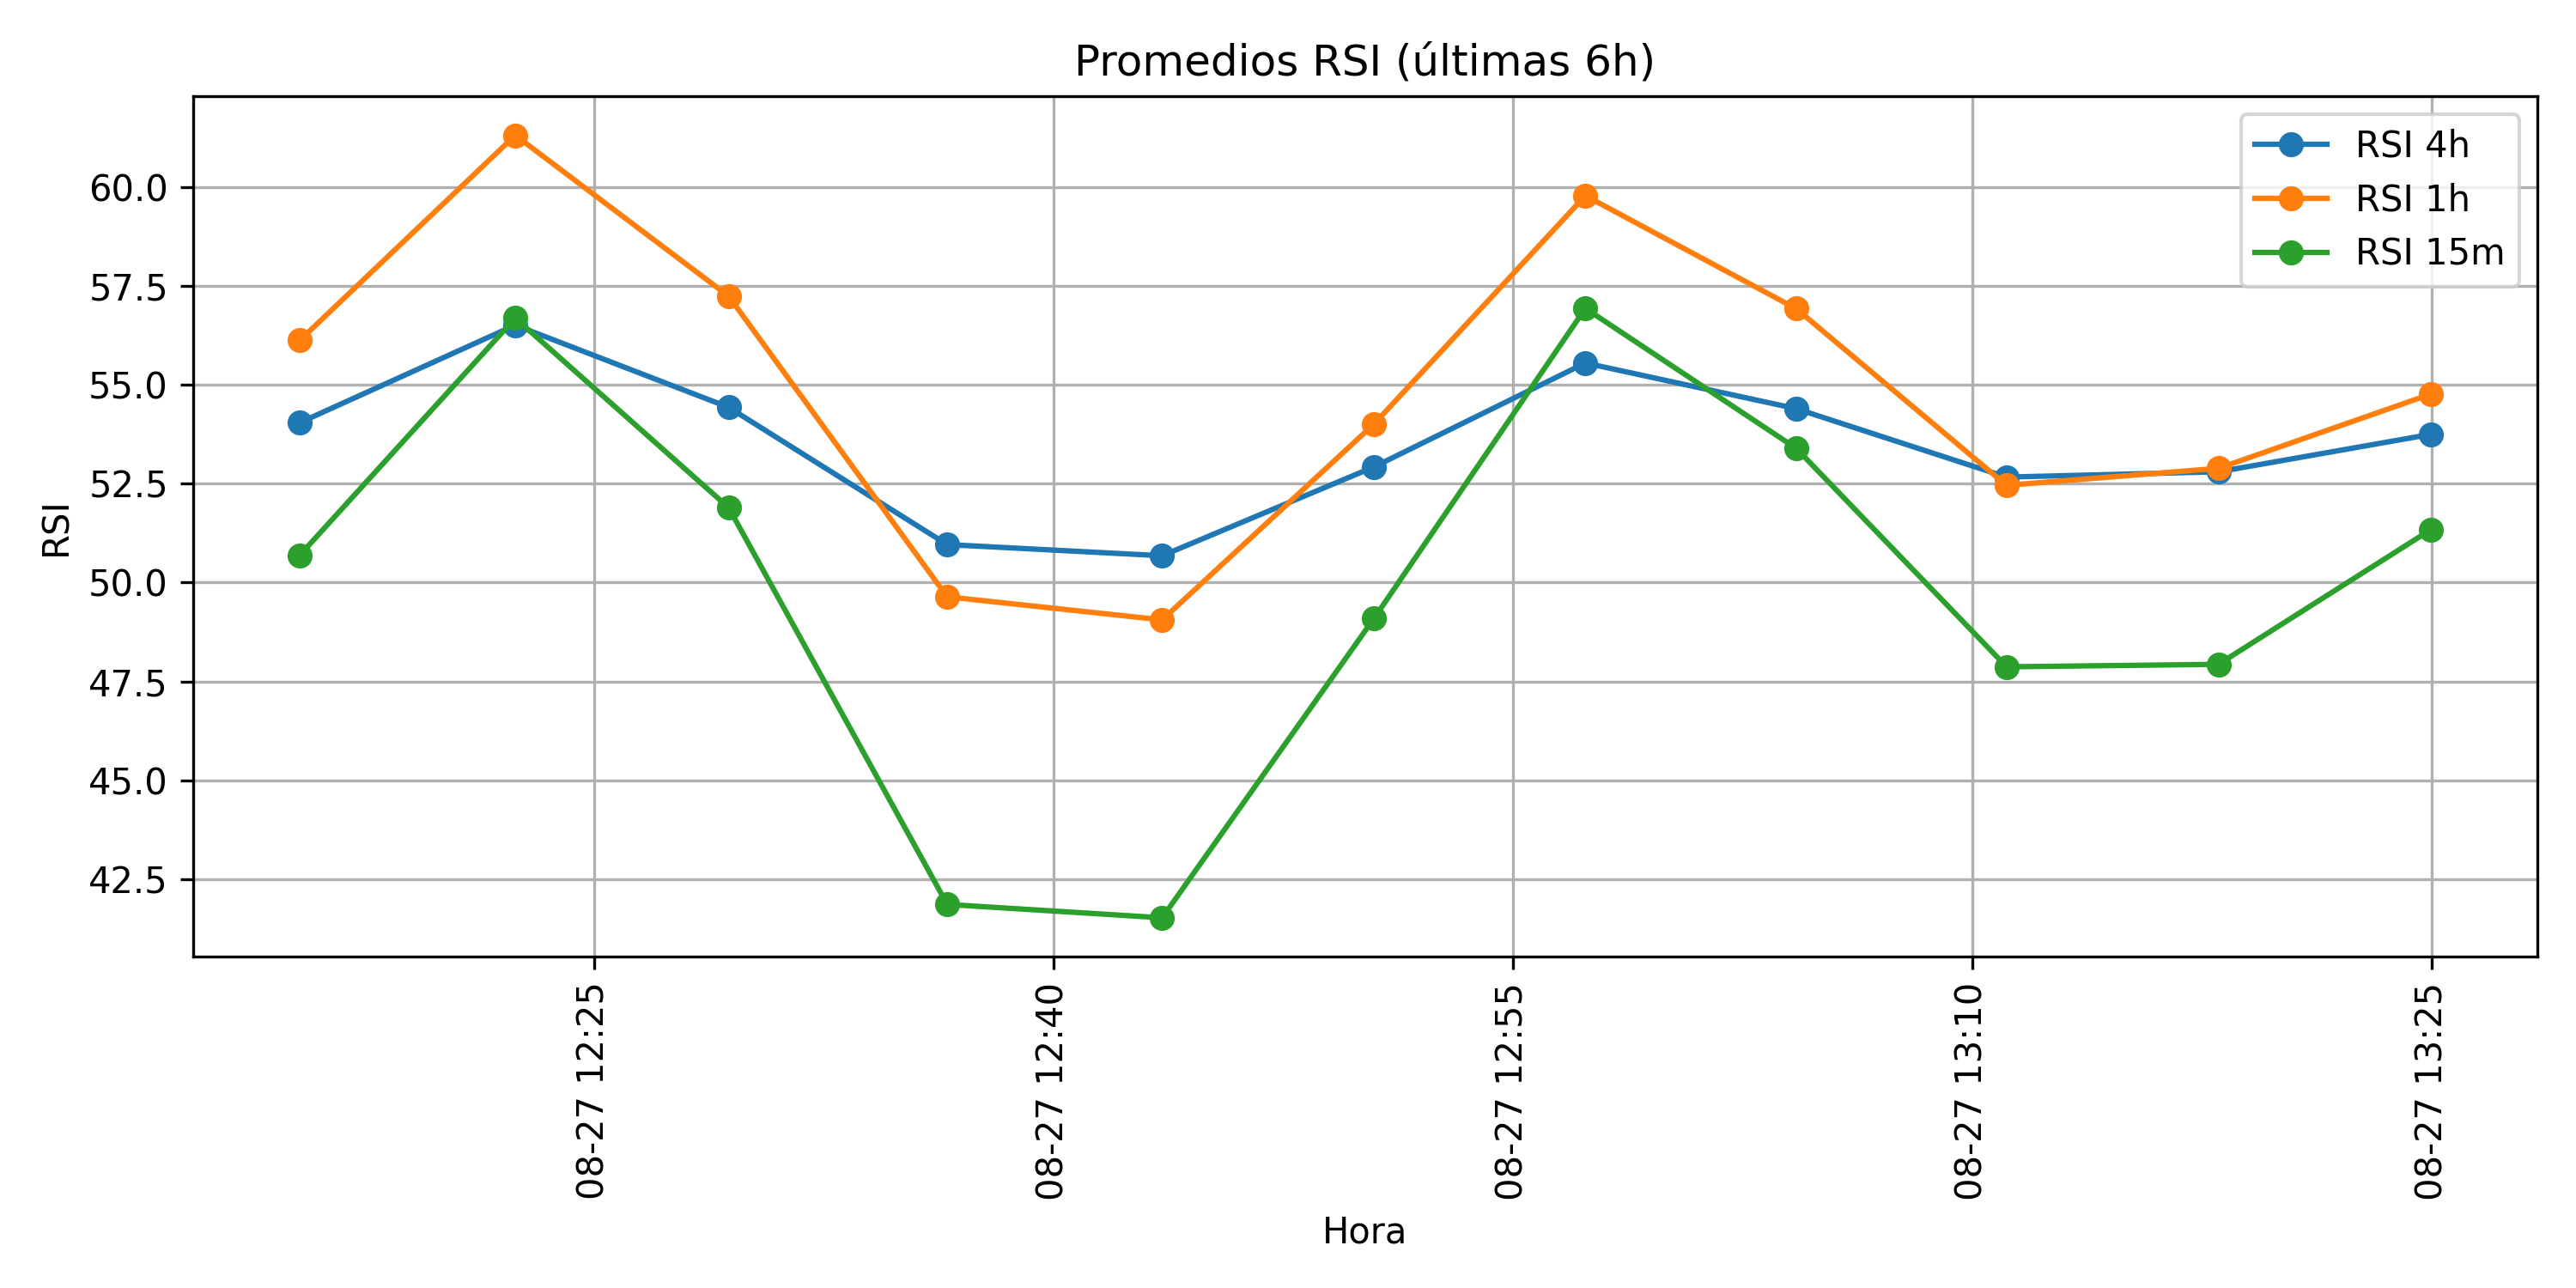 Promedios RSI (últimas 6h)
RSI 4h
RSI 1h
RSI 15m
60.0
57.5
55.0
52.5
50.0
47.5
45.0
42.5
RSI
08-27 12:25
08-27 12:40
08-27 12:55
08-27 13:10
08-27 13:25
Hora